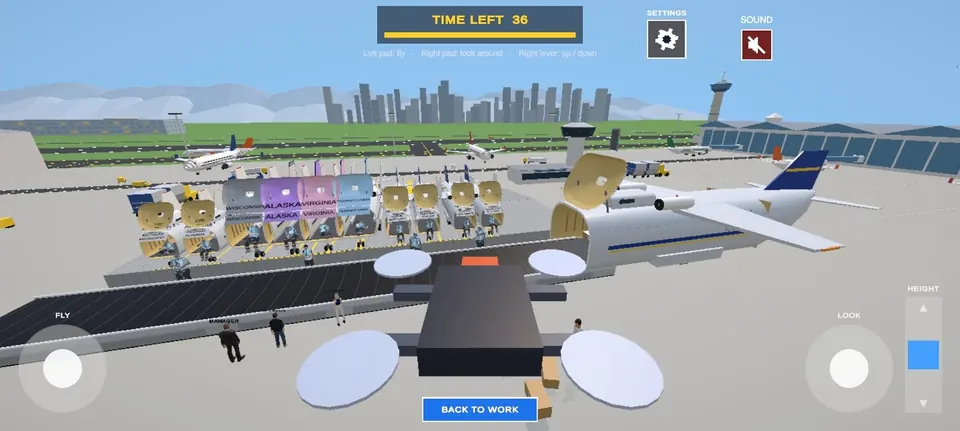 TIME LEFT 36
Left pad: fly - Right pad: look around - Right lever: up / down
SETTINGS
SOUND
WISCONSIN
ALASKA
VIRGINIA
ALASKA
VIRGINIA
FLY
MANAGER
LOOK
HEIGHT
BACK TO WORK